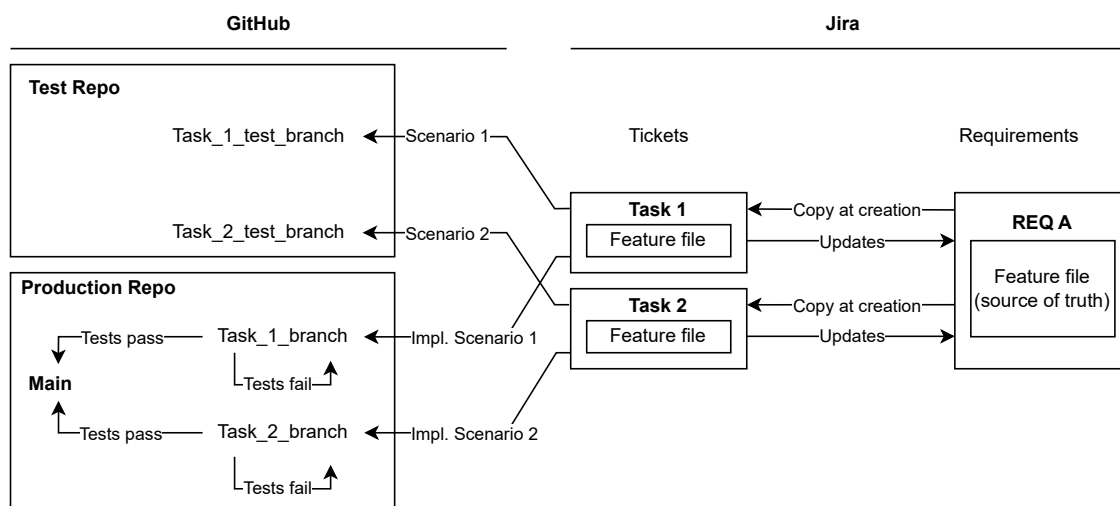 GitHub
Jira
Test Repo
Task_1_test_branch
Scenario 1
Tickets
Requirements
Task 1
Feature file
Copy at creation
Updates
REQ A
Feature file
(source of truth)
Task_2_test_branch
Scenario 2
Task 2
Feature file
Copy at creation
Updates
Production Repo
Tests pass
Task_1_branch
Impl. Scenario 1
Tests fail
Main
Tests pass
Task_2_branch
Impl. Scenario 2
Tests fail